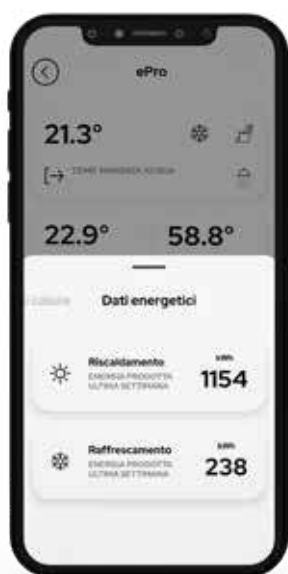 ePro
21.3°
22.9° 58.8°
Dati energetici
Riscaldamento
ENERGIA PRODOTTA
ULTIMA SETTIMANA
kWh
1154
Raffrescamento
ENERGIA PRODOTTA
ULTIMA SETTIMANA
kWh
238